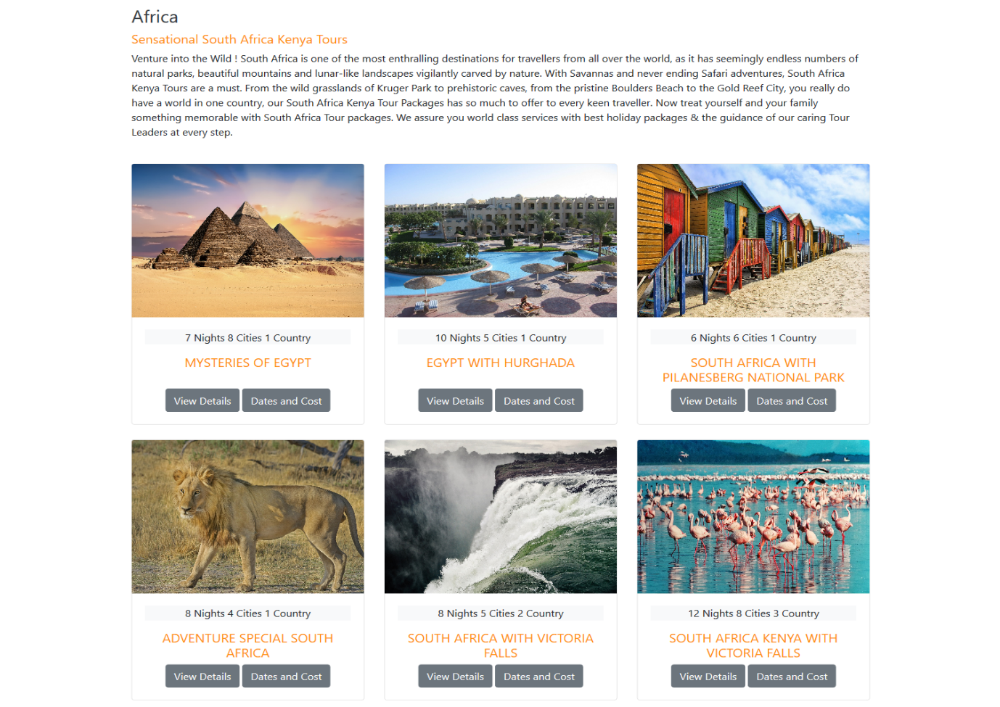 Africa
Sensational South Africa Kenya Tours
Venture into the Wild ! South Africa is one of the most enthralling destinations for travellers from all over the world, as it has seemingly endless numbers of
natural parks, beautiful mountains and lunar-like landscapes vigilantly carved by nature. With Savannas and never ending Safari adventures, South Africa
Kenya Tours are a must. From the wild grasslands of Kruger Park to prehistoric caves, from the pristine Boulders Beach to the Gold Reef City, you really do
have a world in one country, our South Africa Kenya Tour Packages has so much to offer to every keen traveller. Now treat yourself and your family
something memorable with South Africa Tour packages. We assure you world class services with best holiday packages & the guidance of our caring Tour
Leaders at every step.
7 Nights 8 Cities 1 Country
MYSTERIES OF EGYPT
View Details Dates and Cost
10 Nights 5 Cities 1 Country
EGYPT WITH HURGHADA
View Details Dates and Cost
6 Nights 6 Cities 1 Country
SOUTH AFRICA WITH
PILANESBERG NATIONAL PARK
View Details Dates and Cost
8 Nights 4 Cities 1 Country
ADVENTURE SPECIAL SOUTH
AFRICA
View Details Dates and Cost
8 Nights 5 Cities 2 Country
SOUTH AFRICA WITH VICTORIA
FALLS
View Details Dates and Cost
12 Nights 8 Cities 3 Country
SOUTH AFRICA KENYA WITH
VICTORIA FALLS
View Details Dates and Cost